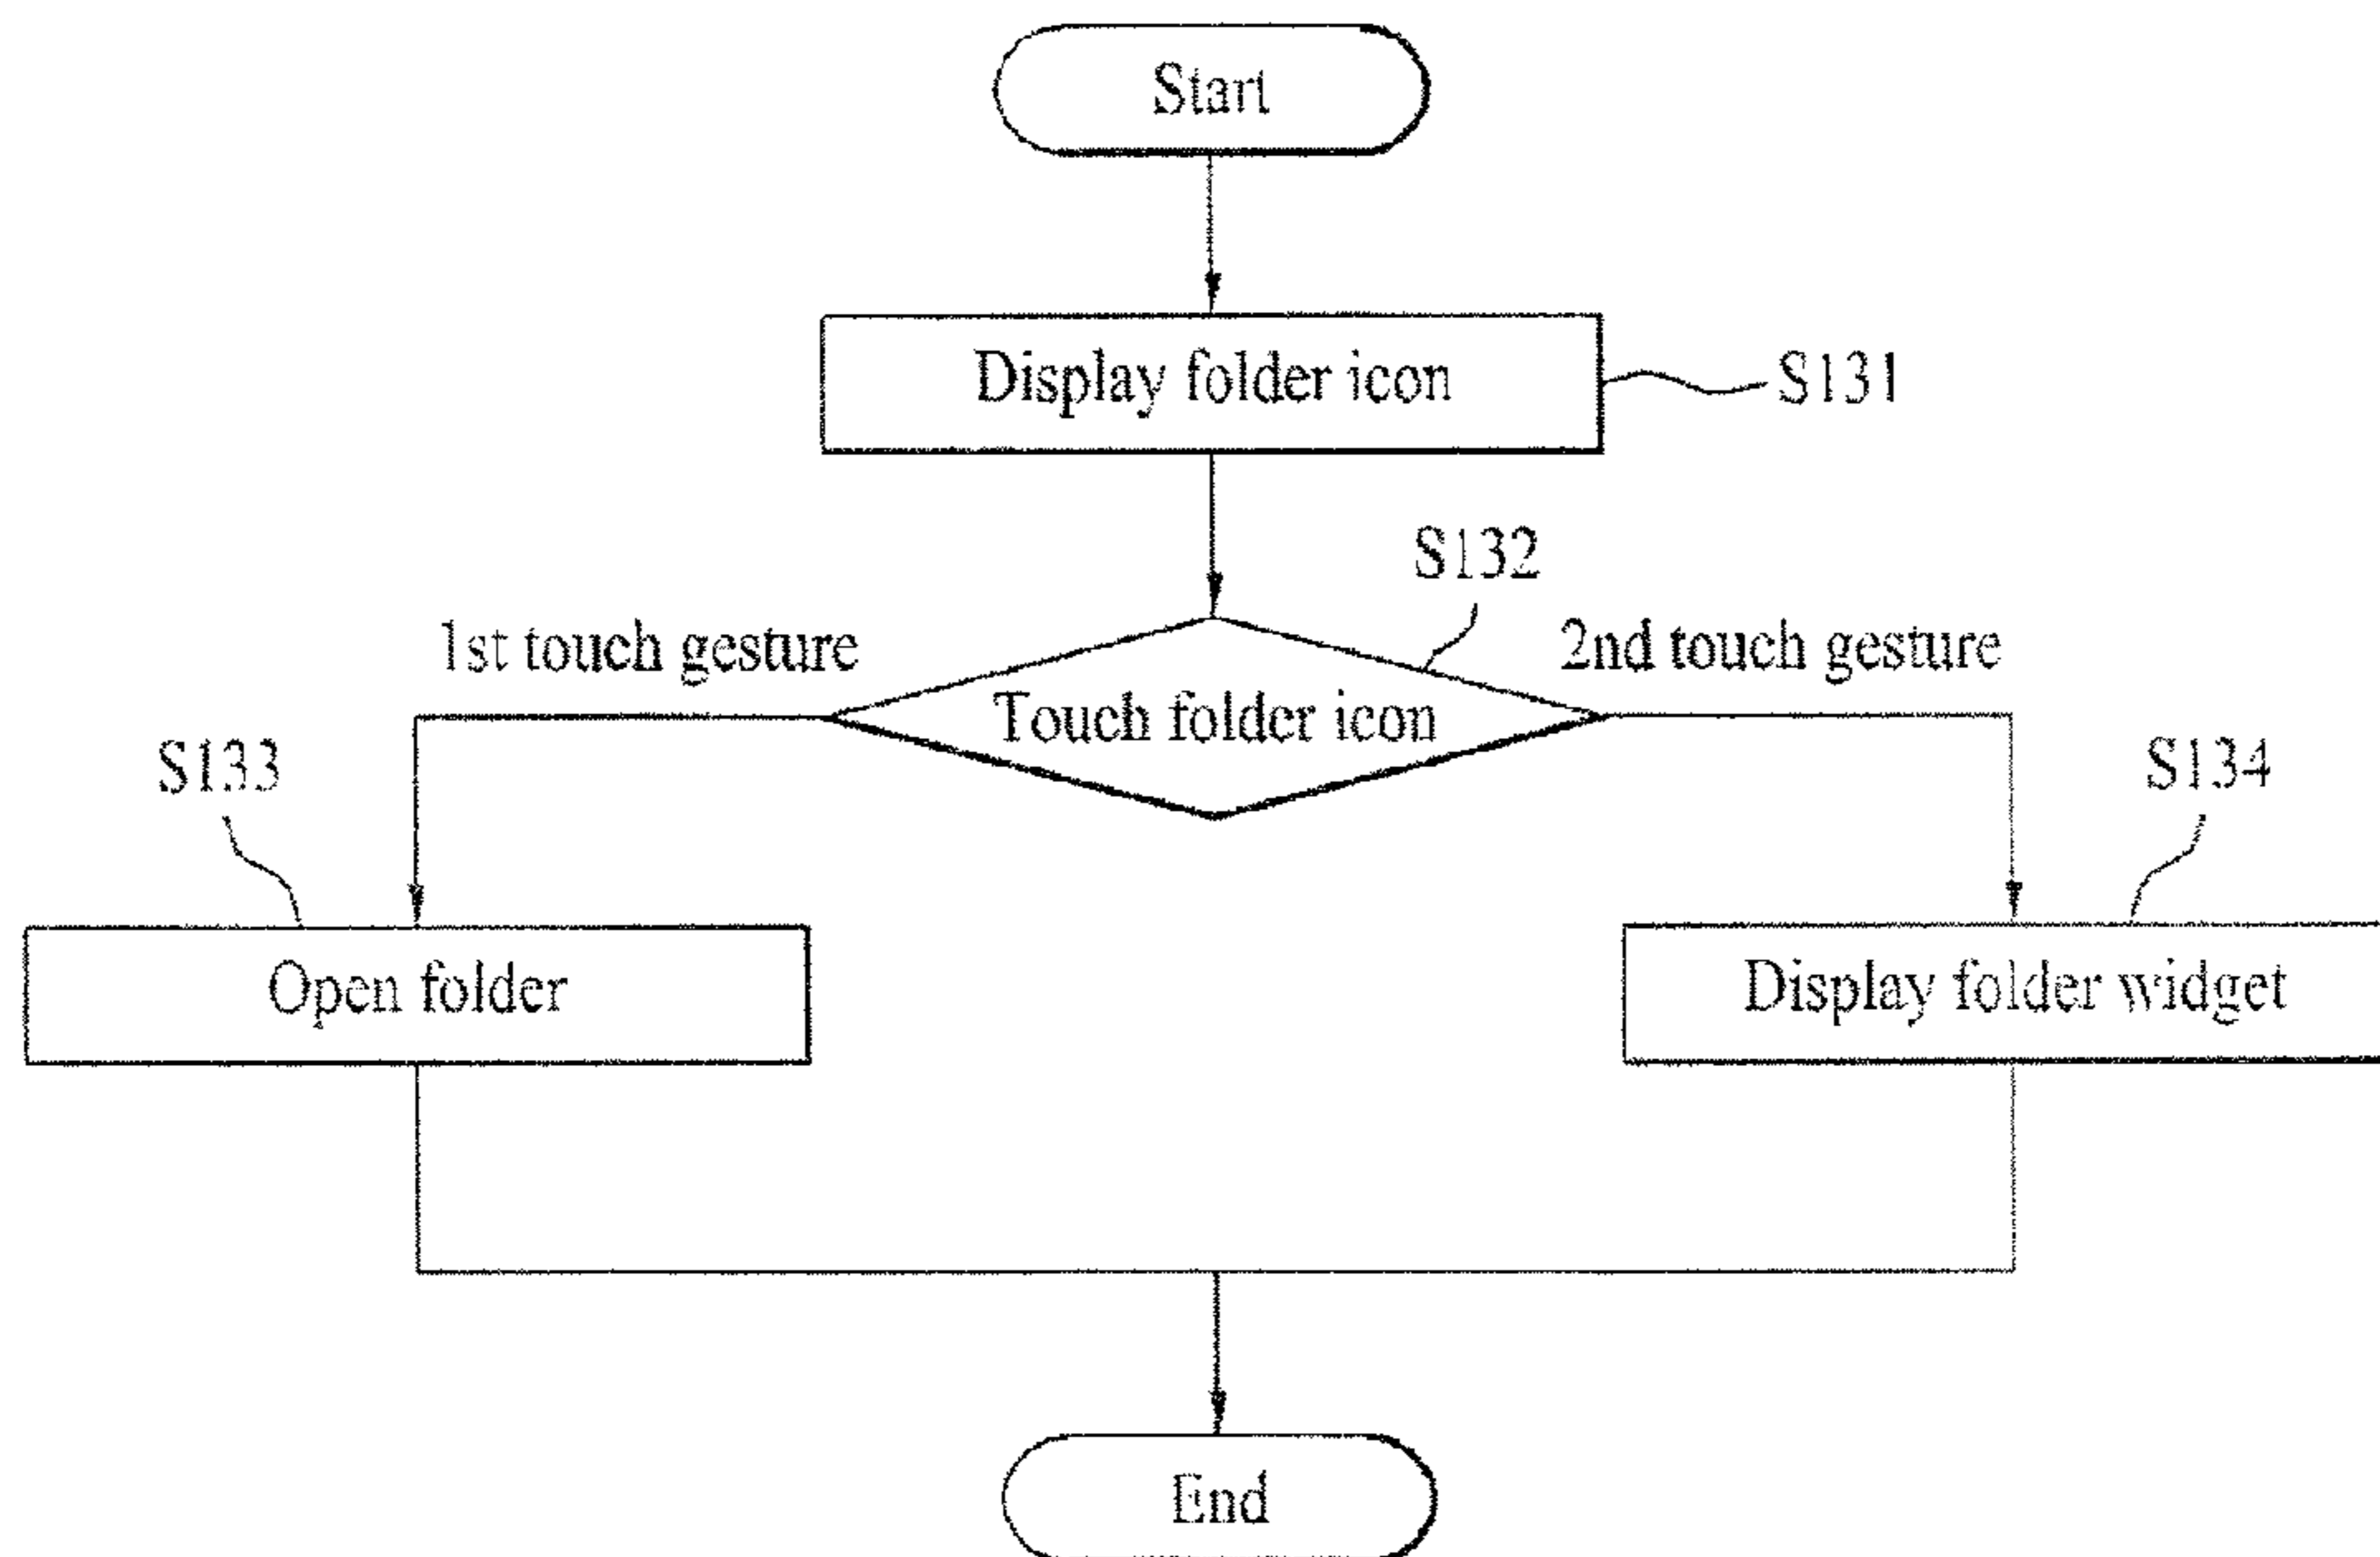 Start
Display folder icon
S131
S132
1st touch gesture
2nd touch gesture
Touch folder icon
S133
S134
Open folder
Display folder widget
End